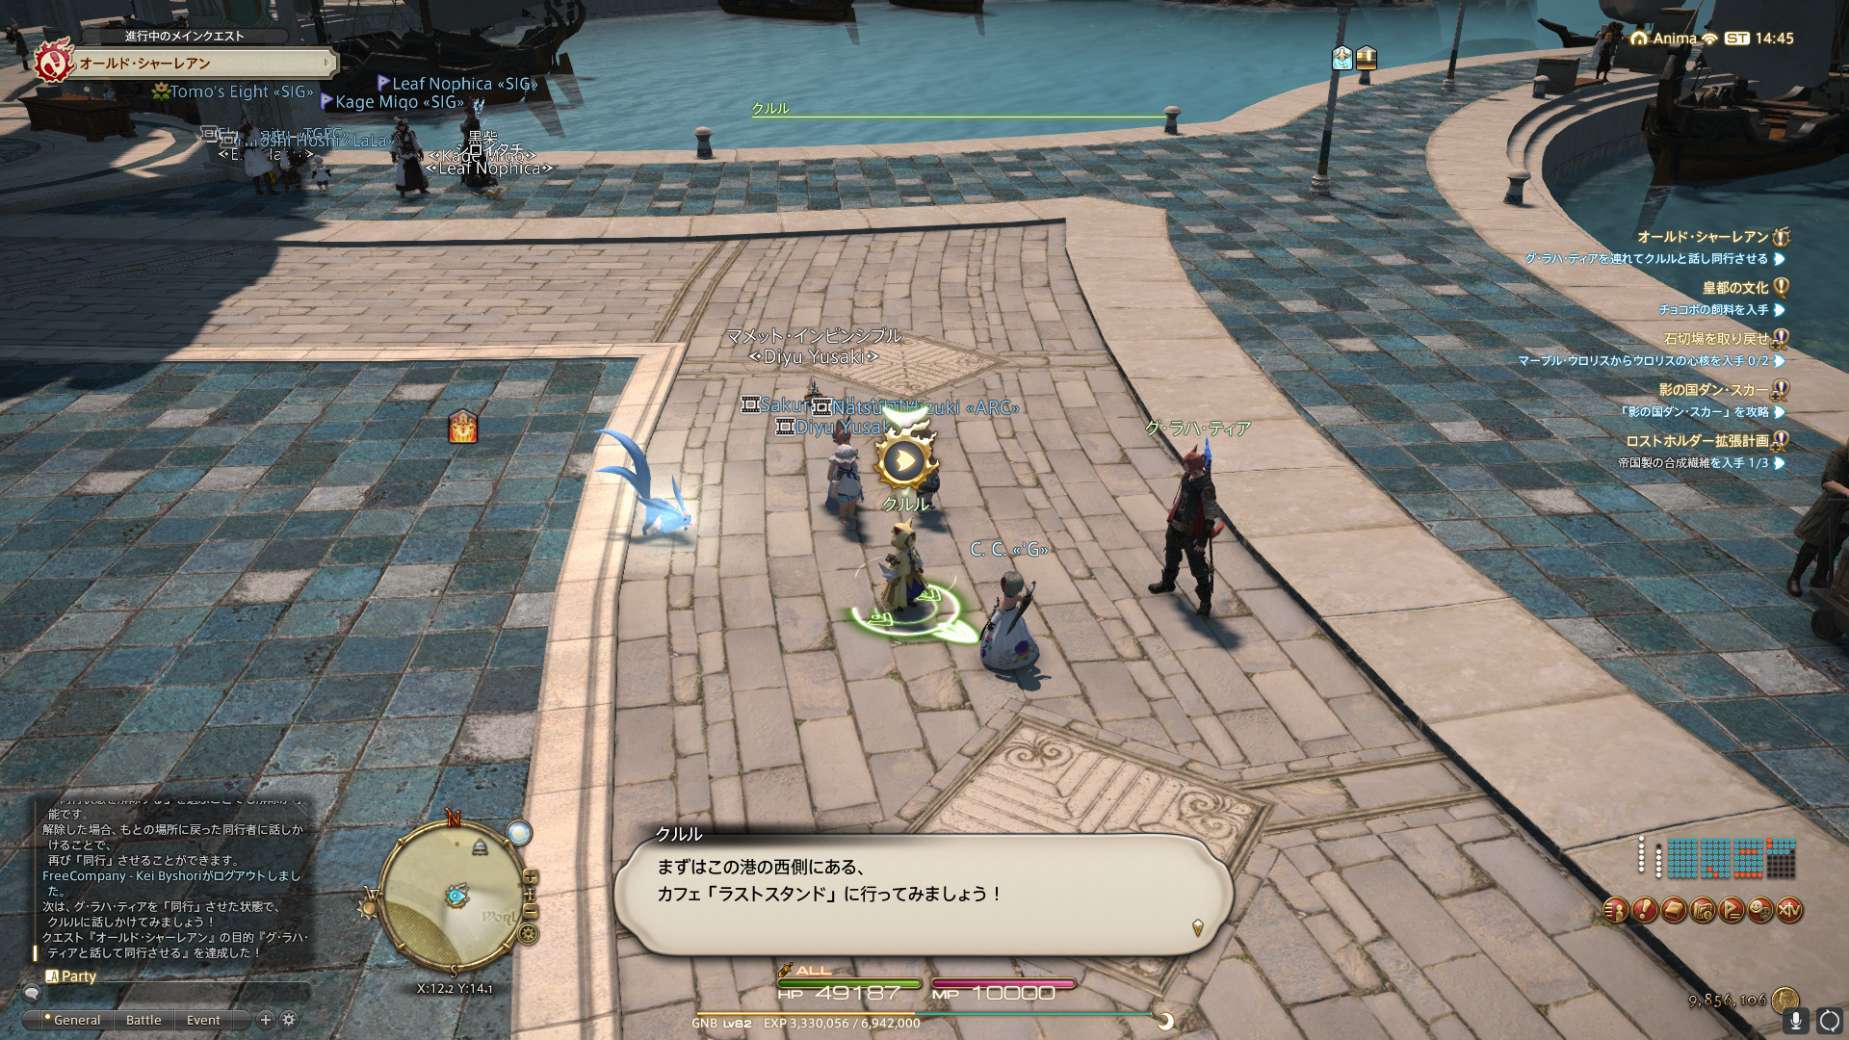 進行中のメインクエスト
オールド・シャーレアン
Tomo's Eight «SIG»
Leaf Nophica «SIG»
Kage Miqo «SIG»
黒柴
Leaf Nophica
クルル
Anima
ST 14:45
オールド・シャーレアン
グ・ラハ・ティアを連れてクルルと話し同行させる
皇都の文化
チョコボの飼料を入手
石切場を取り戻せ
マーブル・ウロリスからウロリスの心核を入手 0/2
影の国ダン・スカー
「影の国ダン・スカー」を攻略
ロストホルダー拡張計画
帝国製の合成繊維を入手 1/3
マメット・インビンシブル
Diyu Yusaki
«ARC»
Diyu Yusaki
グ・ラハ・ティア
クルル
C. C. «'G»
能です。
解除した場合、もとの場所に戻った同行者に話しか
けることで、
再び「同行」させることができます。
FreeCompany - Kei Byshoriがログアウトしまし
た。
次は、グ・ラハ・ティアを「同行」させた状態で、
クルルに話しかけてみましょう！
クエスト『オールド・シャーレアン』の目的『グ・ラハ・
ティアと話して同行させる』を達成した！
Party
General
Battle
Event
N
S
X:12.2 Y:14.1
クルル
まずはこの港の西側にある、
カフェ「ラストスタンド」に行ってみましょう！
ALL
HP 49187
MP 10000
GNB Lv82 EXP 3,330,056 / 6,942,000
XIV
9,856,106